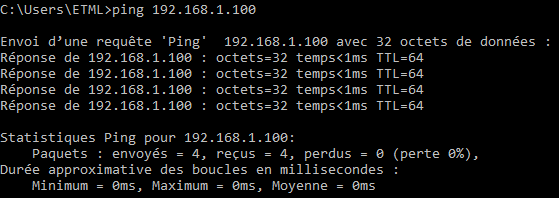 C:\Users\ETML>ping 192.168.1.100
Envoi d’une requête 'Ping'  192.168.1.100 avec 32 octets de données :
Réponse de 192.168.1.100 : octets=32 temps<1ms TTL=64
Réponse de 192.168.1.100 : octets=32 temps<1ms TTL=64
Réponse de 192.168.1.100 : octets=32 temps<1ms TTL=64
Réponse de 192.168.1.100 : octets=32 temps<1ms TTL=64
Statistiques Ping pour 192.168.1.100:
    Paquets : envoyés = 4, reçus = 4, perdus = 0 (perte 0%),
Durée approximative des boucles en millisecondes :
    Minimum = 0ms, Maximum = 0ms, Moyenne = 0ms